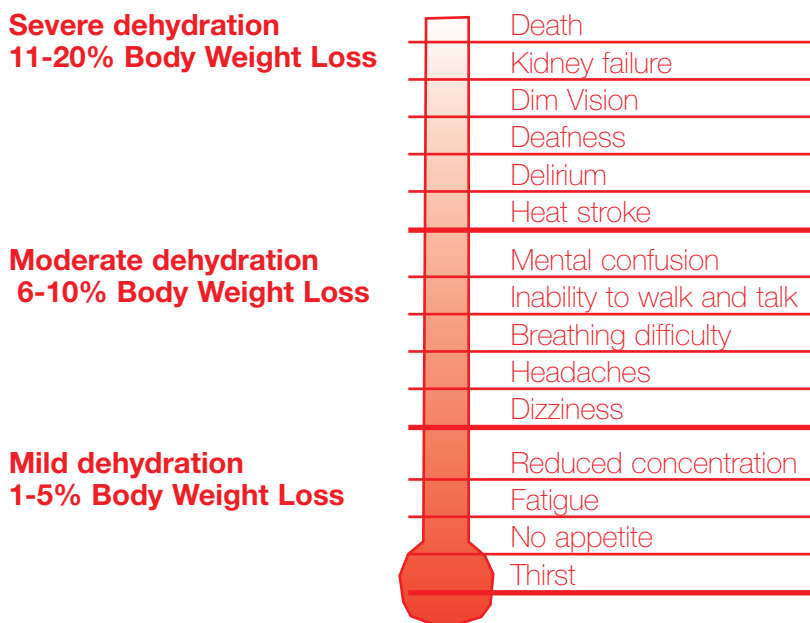 Severe dehydration
11-20% Body Weight Loss
Death
Kidney failure
Dim Vision
Deafness
Delirium
Heat stroke
Moderate dehydration
6-10% Body Weight Loss
Mental confusion
Inability to walk and talk
Breathing difficulty
Headaches
Dizziness
Mild dehydration
1-5% Body Weight Loss
Reduced concentration
Fatigue
No appetite
Thirst